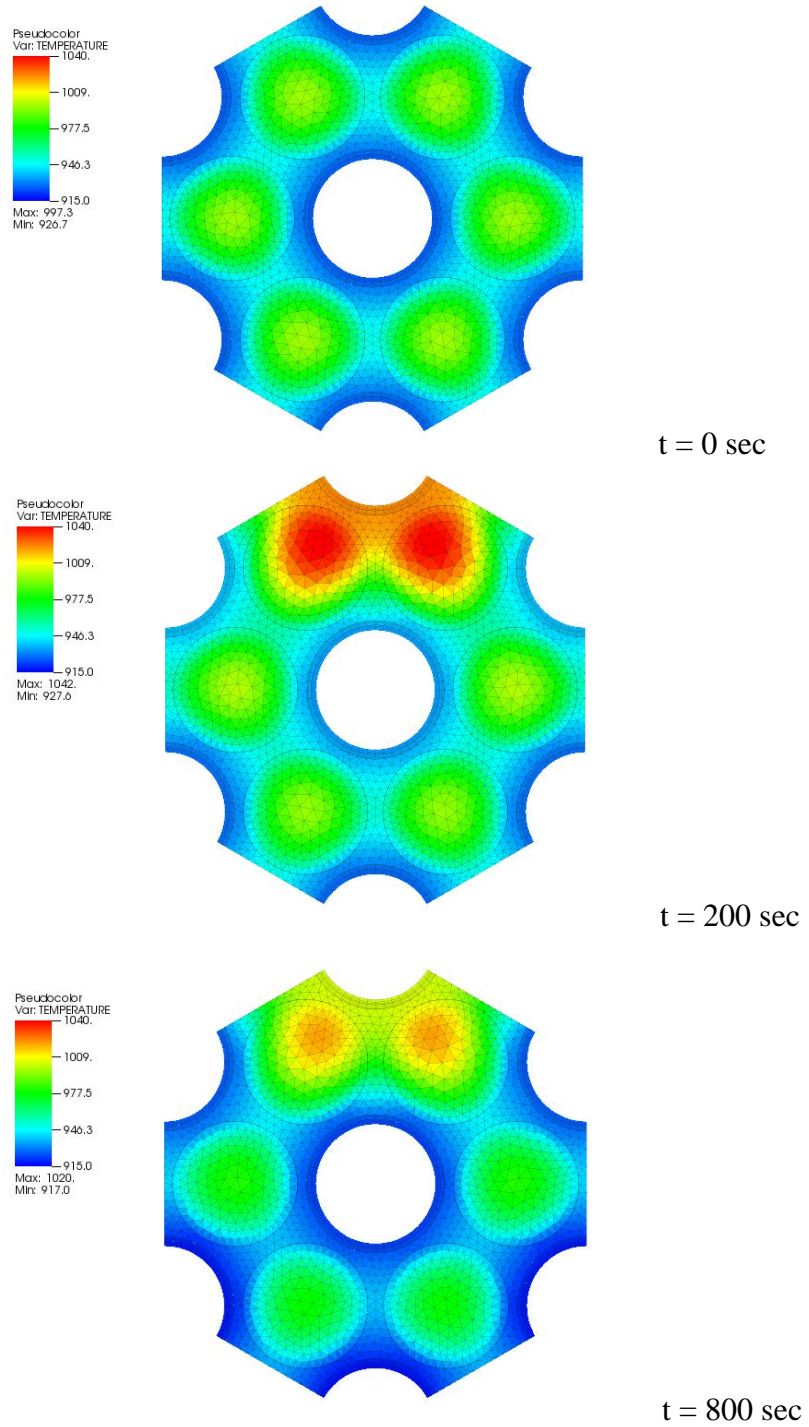 Pseudocolor
Var: TEMPERATURE
1040.
1009.
977.5
946.3
915.0
Max: 997.3
Min: 926.7
t = 0 sec
Pseudocolor
Var: TEMPERATURE
1040.
1009.
977.5
946.3
915.0
Max: 1042.
Min: 927.6
t = 200 sec
Pseudocolor
Var: TEMPERATURE
1040.
1009.
977.5
946.3
915.0
Max: 1020.
Min: 917.0
t = 800 sec